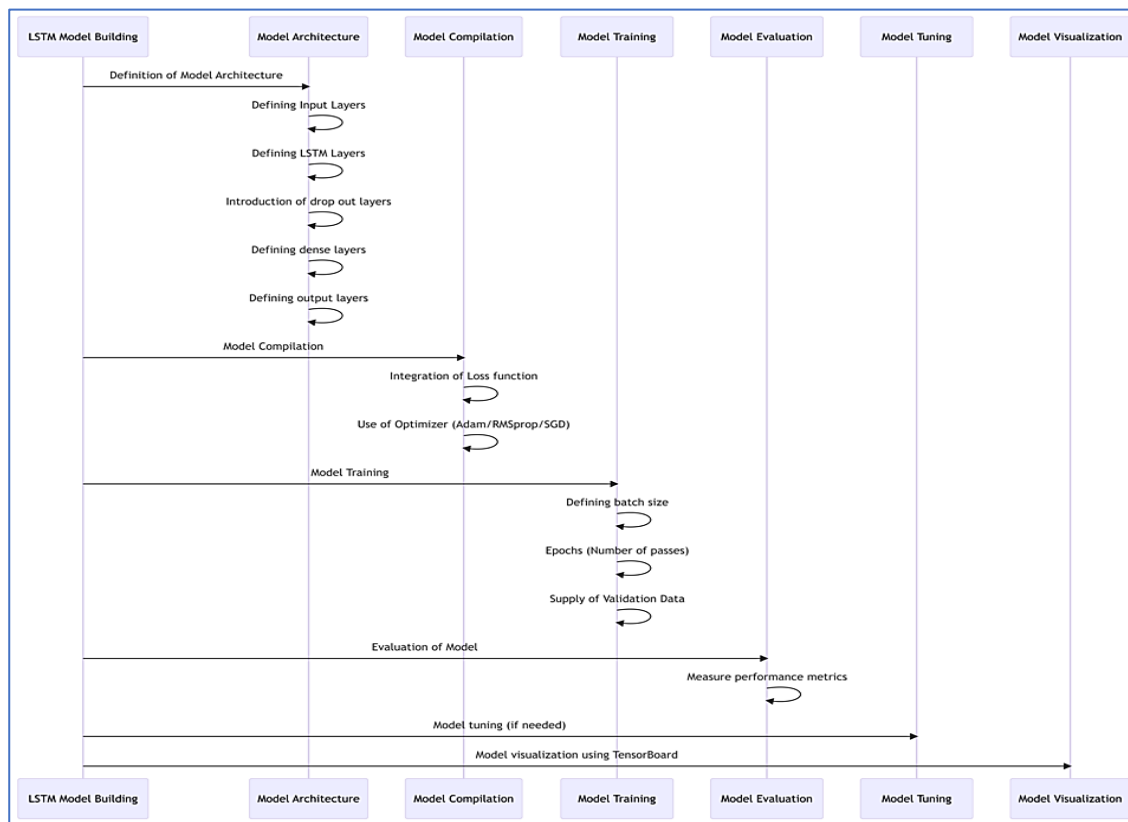 LSTM Model Building
Model Architecture
Model Compilation
Model Training
Model Evaluation
Model Tuning
Model Visualization
Definition of Model Architecture
Defining Input Layers
Defining LSTM Layers
Introduction of drop out layers
Defining dense layers
Defining output layers
Model Compilation
Integration of Loss function
Use of Optimizer (Adam/RMSprop/SGD)
Model Training
Defining batch size
Epochs (Number of passes)
Supply of Validation Data
Evaluation of Model
Measure performance metrics
Model tuning (if needed)
Model visualization using TensorBoard
LSTM Model Building
Model Architecture
Model Compilation
Model Training
Model Evaluation
Model Tuning
Model Visualization